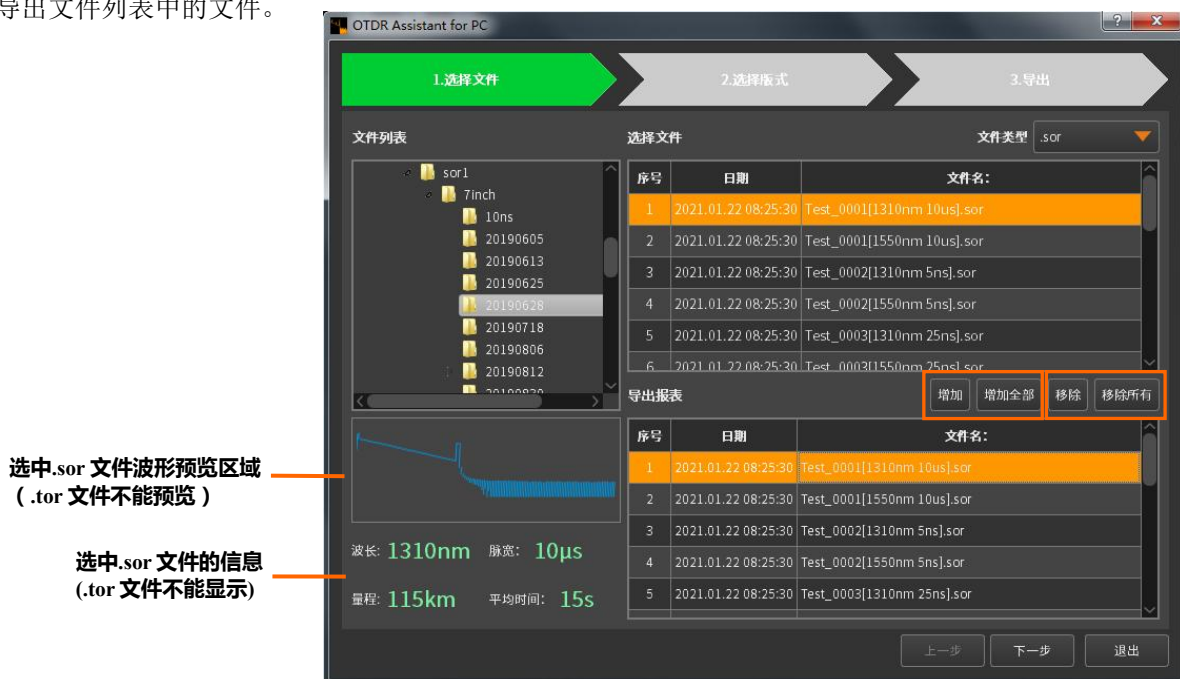 导出文件列表中的文件。
OTDR Assistant for PC
?
x
1.选择文件
2.选择版式
3.导出
文件列表
选择文件
文件类型 .sor
sor1
7inch
10ns
20190605
20190613
20190625
20190628
20190718
20190806
20190812
序号 日期 文件名:
1 2021.01.22 08:25:30 Test_0001[1310nm 10us].sor
2 2021.01.22 08:25:30 Test_0001[1550nm 10us].sor
3 2021.01.22 08:25:30 Test_0002[1310nm 5ns].sor
4 2021.01.22 08:25:30 Test_0002[1550nm 5ns].sor
5 2021.01.22 08:25:30 Test_0003[1310nm 25ns].sor
6 2021.01.22 08:25:30 Test_0003[1550nm 25ns].sor
导出报表
增加 增加全部 移除 移除所有
序号 日期 文件名:
1 2021.01.22 08:25:30 Test_0001[1310nm 10us].sor
2 2021.01.22 08:25:30 Test_0001[1550nm 10us].sor
3 2021.01.22 08:25:30 Test_0002[1310nm 5ns].sor
4 2021.01.22 08:25:30 Test_0002[1550nm 5ns].sor
5 2021.01.22 08:25:30 Test_0003[1310nm 25ns].sor
选中.sor 文件波形预览区域
（.tor 文件不能预览）
选中.sor 文件的信息
(.tor 文件不能显示)
波长: 1310nm 脉宽: 10μs
量程: 115km 平均时间: 15s
上一步 下一步 退出